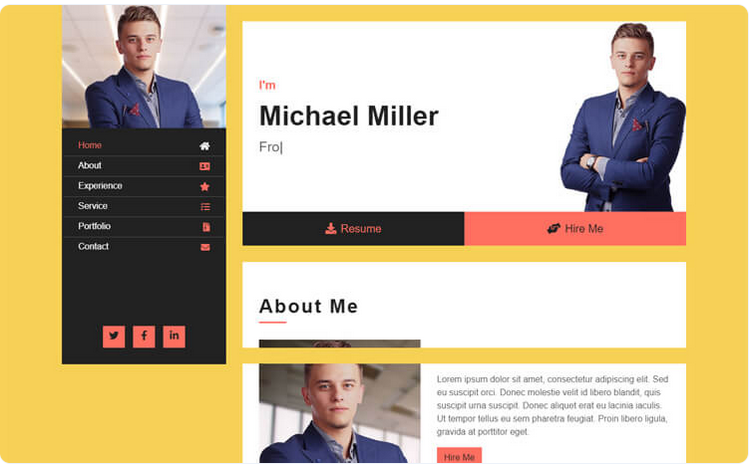 Home
About
Experience
Service
Portfolio
Contact
I'm
Michael Miller
Fro|
Resume
Hire Me
About Me
Lorem ipsum dolor sit amet, consectetur adipiscing elit. Sed
eu suscipit orci. Donec molestie velit id libero blandit, quis
suscipit urna suscipit. Donec aliquet erat eu lacinia iaculis.
Ut tempor tellus eu sem pharetra feugiat. Proin libero ligula,
gravida at porttitor eget.
Hire Me